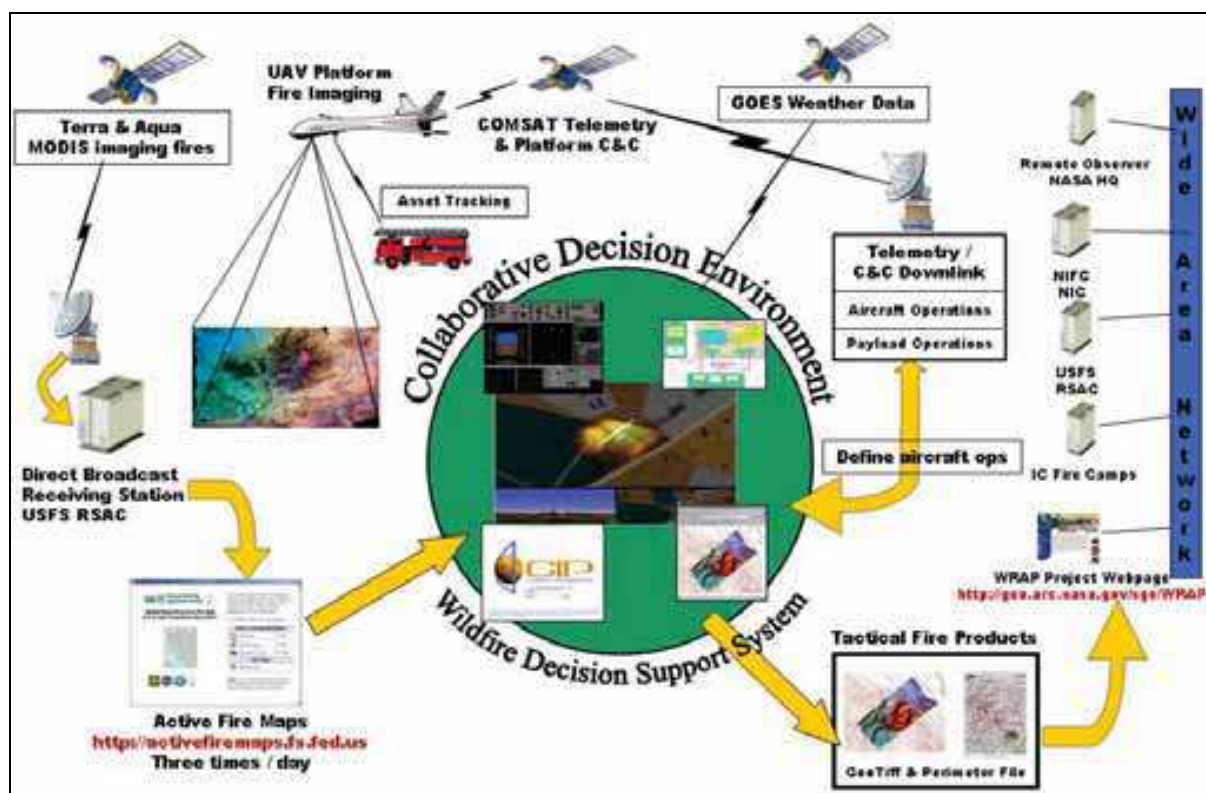 Terra & Aqua
MODIS imaging fires
UAV Platform
Fire Imaging
COMSAT Telemetry
& Platform C&C
GOES Weather Data
Asset Tracking
Remote Observer
NASA HQ
NIFC
NIC
USFS
RSAC
IC Fire Camps
Wide Area Network
Telemetry /
C&C Downlink
Aircraft Operations
Payload Operations
Define aircraft ops
Collaborative Decision Environment
Wildfire Decision Support System
CIP
Direct Broadcast
Receiving Station
USFS RSAC
Active Fire Maps
http://activefiremaps.fs.fed.us
Three times / day
WRAP Project Webpage
http://geo.arc.nasa.gov/sge/WRAP
Tactical Fire Products
GeoTiff & Perimeter File